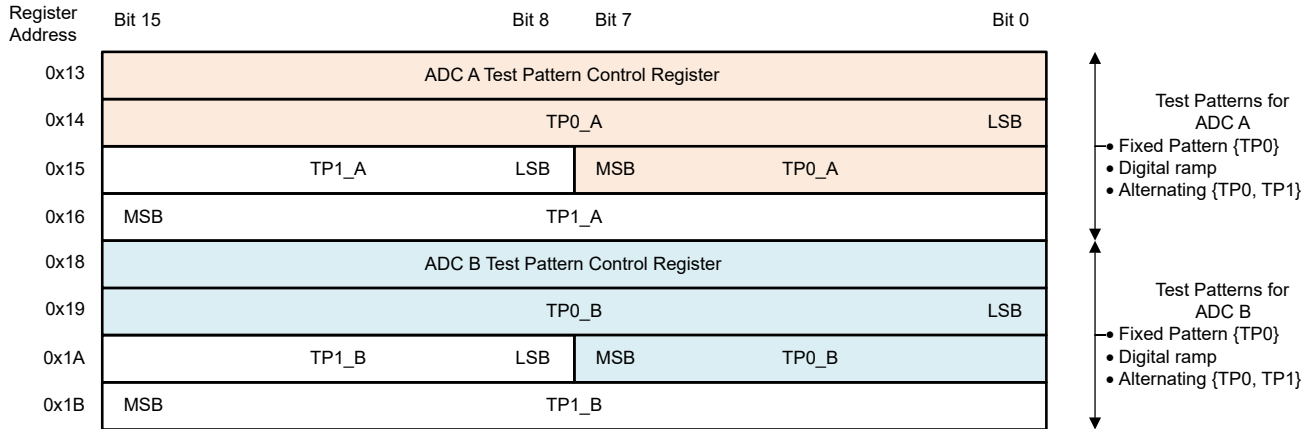 Register
Address
Bit 15 Bit 8 Bit 7 Bit 0
0x13 ADC A Test Pattern Control Register
0x14 TP0_A LSB
0x15 TP1_A LSB MSB TP0_A
0x16 MSB TP1_A
0x18 ADC B Test Pattern Control Register
0x19 TP0_B LSB
0x1A TP1_B LSB MSB TP0_B
0x1B MSB TP1_B
Test Patterns for
ADC A
• Fixed Pattern {TP0}
• Digital ramp
• Alternating {TP0, TP1}
Test Patterns for
ADC B
• Fixed Pattern {TP0}
• Digital ramp
• Alternating {TP0, TP1}